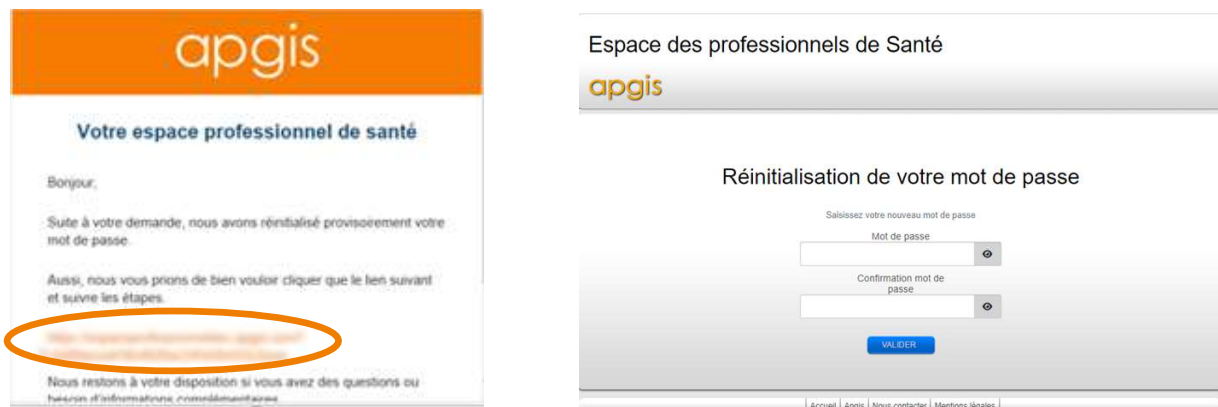 apgis
Votre espace professionnel de santé
Bonjour,
Suite à votre demande, nous avons réinitialisé provisoirement votre
mot de passe.
Aussi, nous vous prions de bien vouloir cliquer que le lien suivant
et suivre les étapes.
Nous restons à votre disposition si vous avez des questions ou
besoin d'informations complémentaires
Espace des professionnels de Santé
apgis
Réinitialisation de votre mot de passe
Saisissez votre nouveau mot de passe
Mot de passe
Confirmation mot de
passe
VALIDER
Accueil | Apgis | Nous contacter | Mentions légales